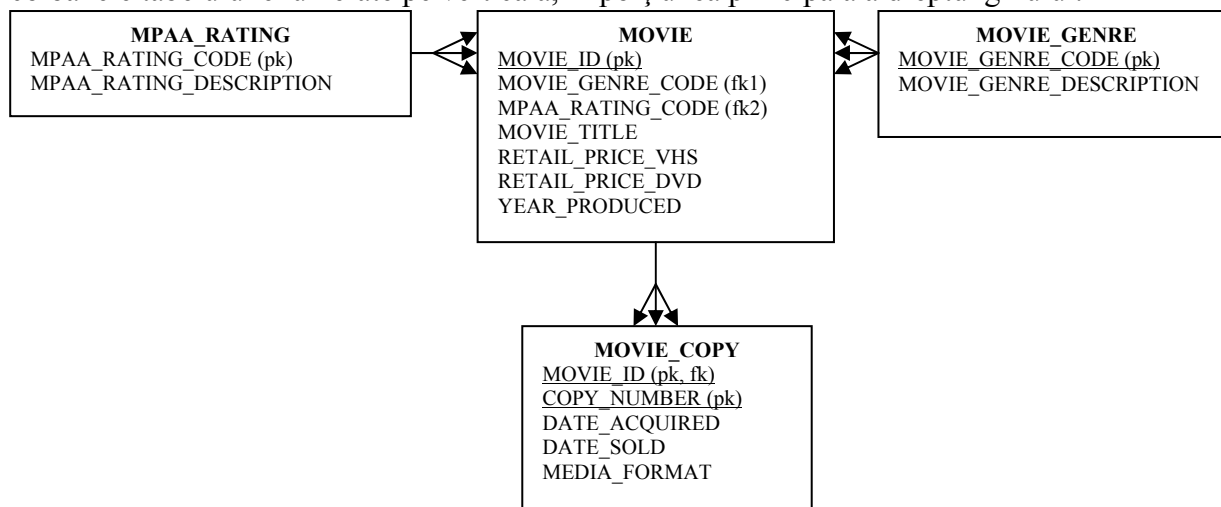 MPAA_RATING
MPAA_RATING_CODE (pk)
MPAA_RATING_DESCRIPTION
MOVIE
MOVIE_ID (pk)
MOVIE_GENRE_CODE (fk1)
MPAA_RATING_CODE (fk2)
MOVIE_TITLE
RETAIL_PRICE_VHS
RETAIL_PRICE_DVD
YEAR_PRODUCED
MOVIE_GENRE
MOVIE_GENRE_CODE (pk)
MOVIE_GENRE_DESCRIPTION
MOVIE_COPY
MOVIE_ID (pk, fk)
COPY_NUMBER (pk)
DATE_ACQUIRED
DATE_SOLD
MEDIA_FORMAT